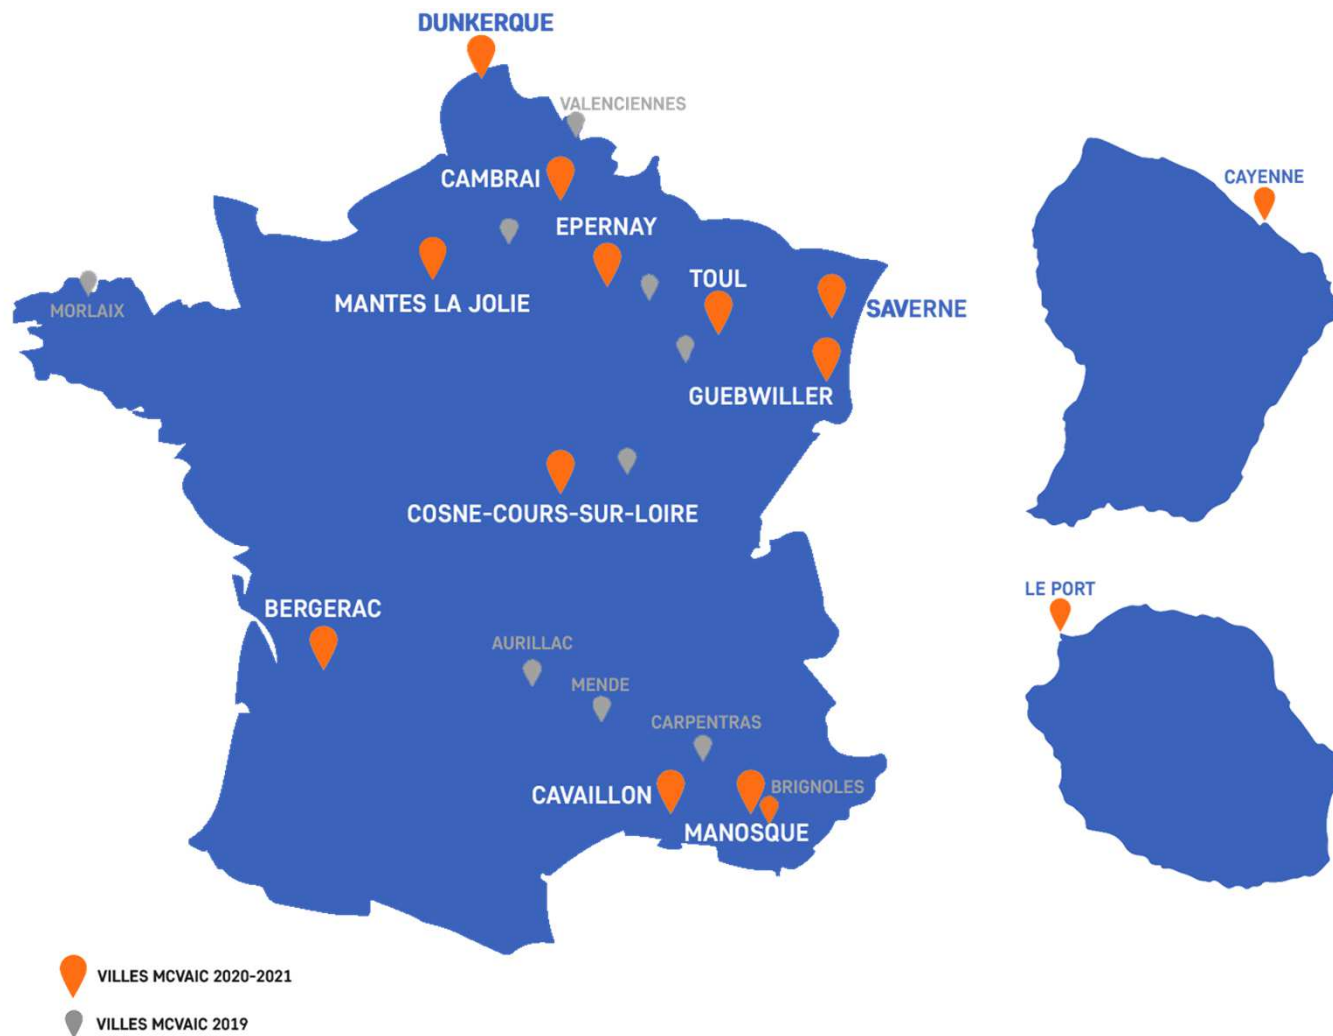 DUNKERQUE
VALENCIENNES
CAMBRAI
EPERNAY
TOUL
MORLAIX
MANTES LA JOLIE
SAVERNE
GUEBWILLER
COSNE-COURS-SUR-LOIRE
BERGERAC
AURILLAC
MENDE
CARPENTRAS
CAVAILLON
BRIGNOLES
MANOSQUE
CAYENNE
LE PORT
VILLES MCVAIC 2020-2021
VILLES MCVAIC 2019